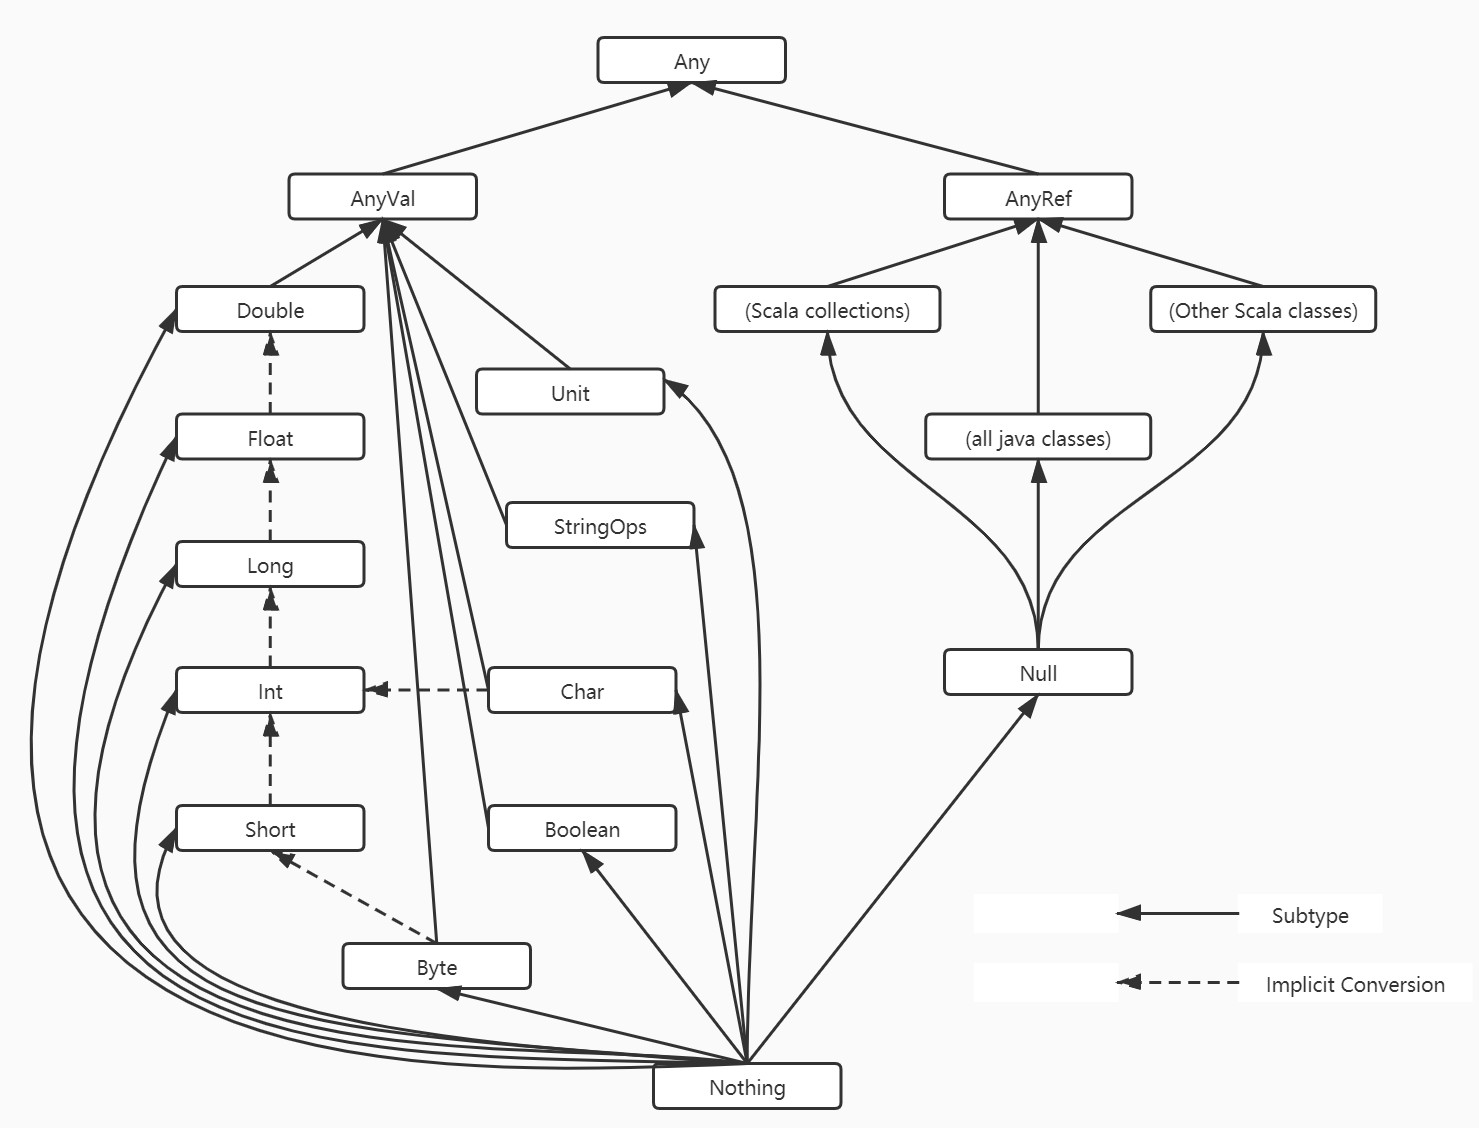 Any
AnyVal
AnyRef
Double
(Scala collections)
(Other Scala classes)
Unit
Float
(all java classes)
StringOps
Long
Null
Int
Char
Short
Boolean
Subtype
Byte
Implicit Conversion
Nothing